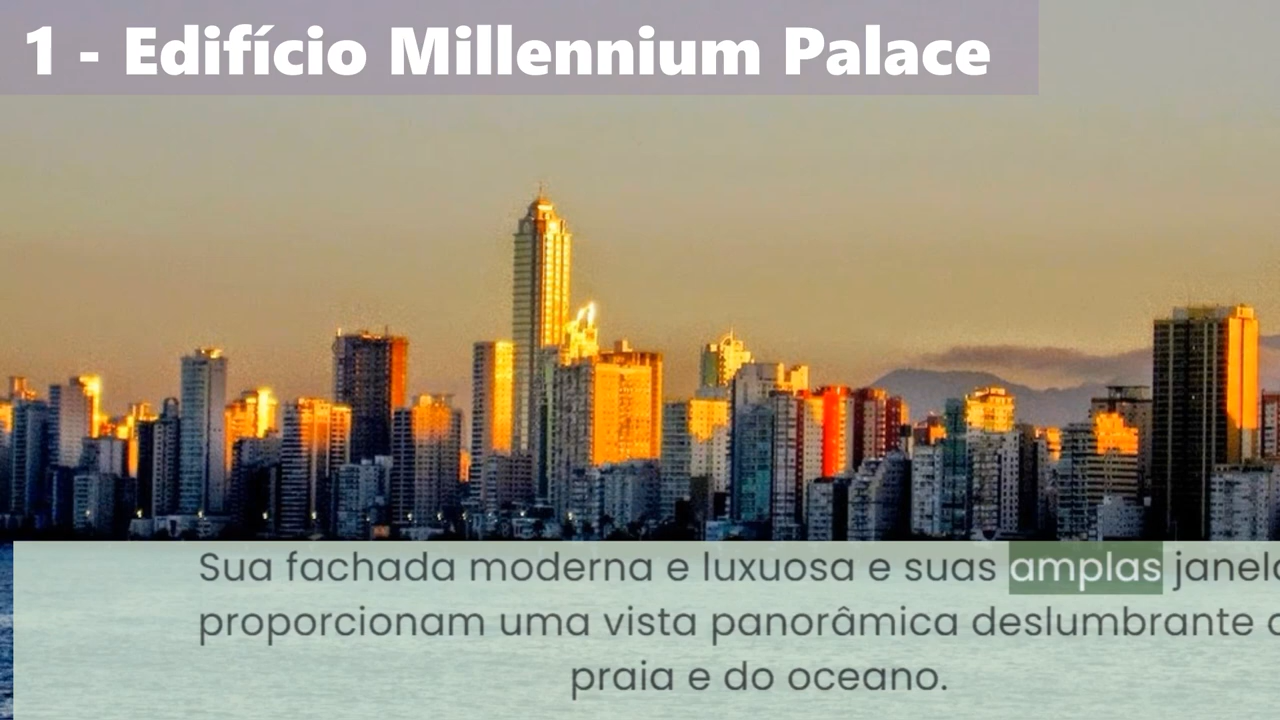 1 - Edifício Millennium Palace
Sua fachada moderna e luxuosa e suas amplas
proporcionam uma vista panorâmica deslumbrante
praia e do oceano.